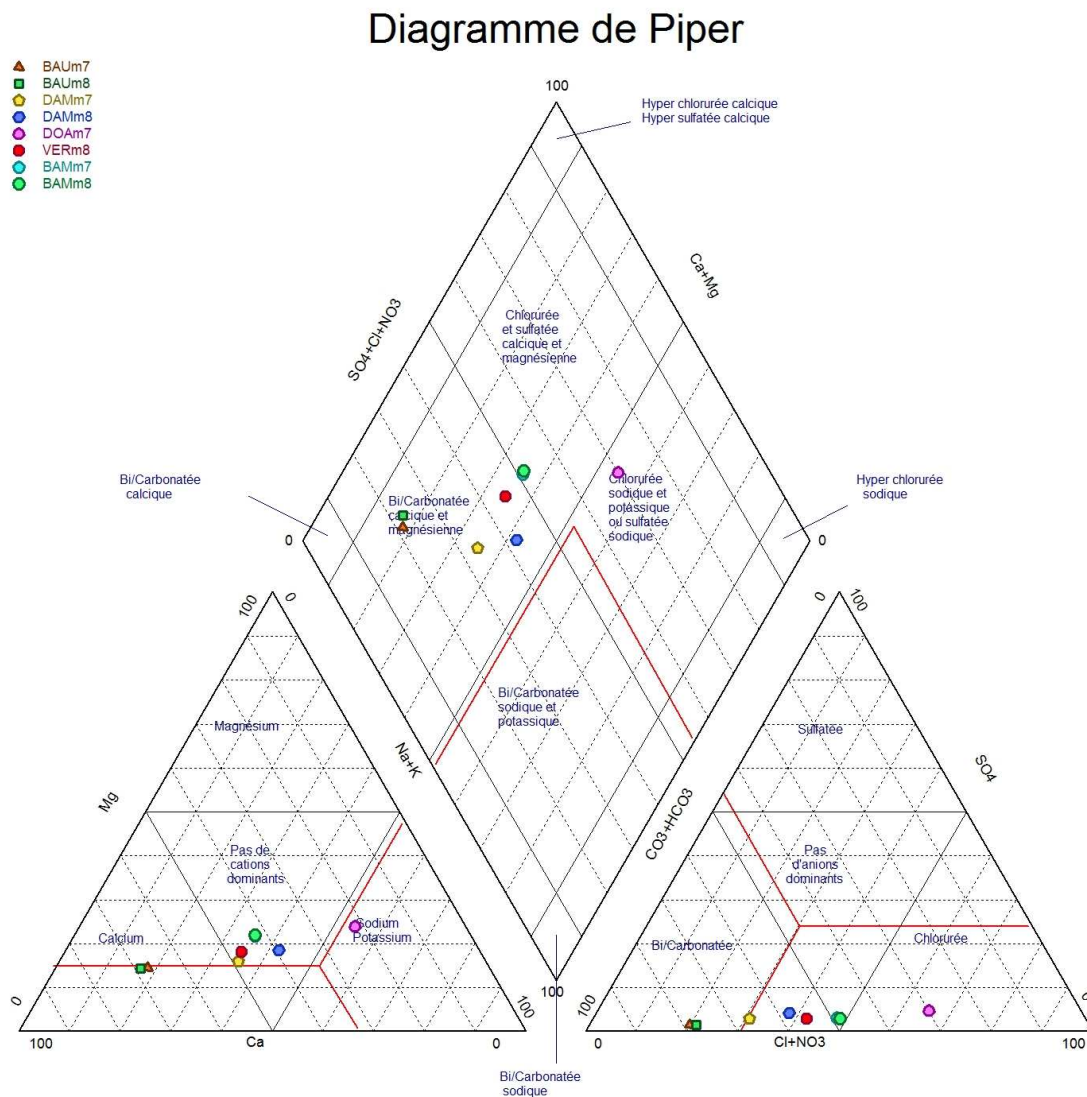 Diagramme de Piper
BAUm7
BAUm8
DAMm7
DAMm8
DOAm7
VERm8
BAMm7
BAMm8
100
Hyper chlorurée calcique
Hyper sulfatée calcique
SO4+Cl+NO3
Ca+Mg
Chlorurée
et sulfatée
calcique et
magnésienne
Bi/Carbonatée
calcique
Bi/Carbonatée
calcique et
magnésienne
Chlorurée
sodique et
potassique
ou sulfatée
sodique
Hyper chlorurée
sodique
0
0
100
0
0
100
Magnésium
Bi/Carbonatée
sodique et
potassique
Sulfatée
Mg
Na+K
CO3+HCO3
SO4
Pas de
cations
dominants
Pas
d'anions
dominants
Calcium
Sodium
Potassium
Bi/Carbonatée
Chlorurée
0
100
100
100
0
100
Ca
0
0
Cl+NO3
100
Bi/Carbonatée
sodique